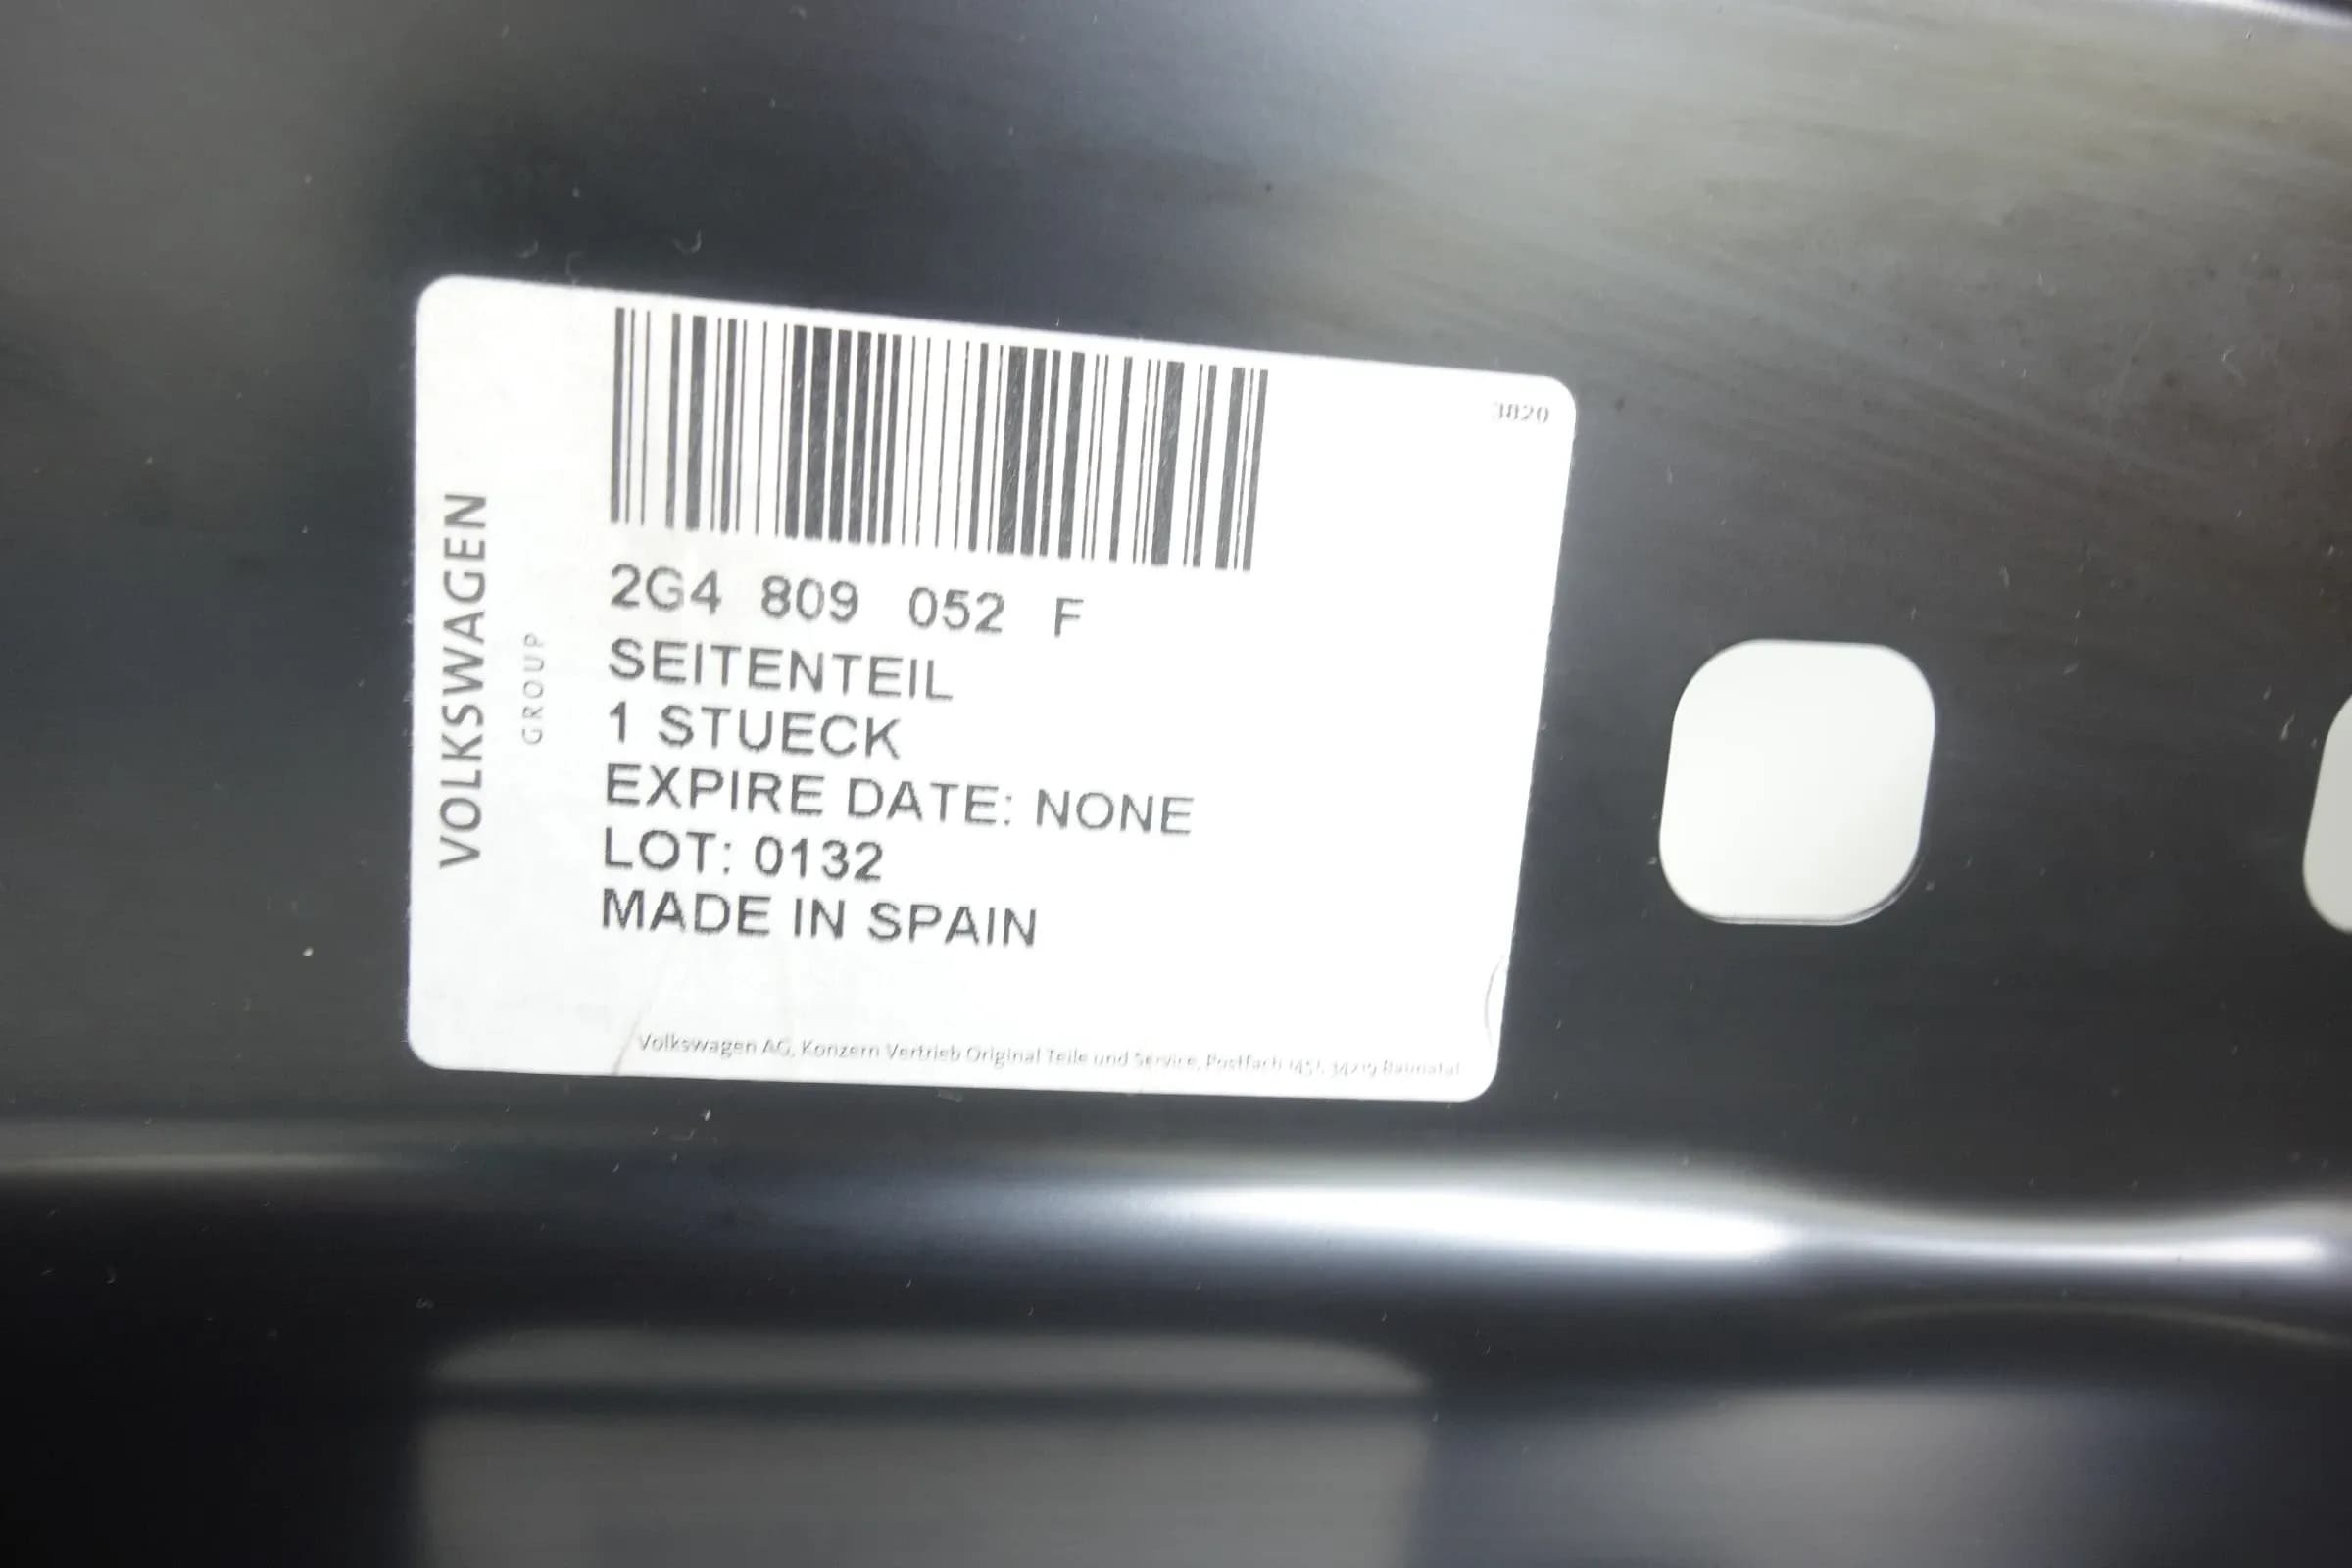 3820
VOLKSWAGEN
GROUP
2G4 809 052 F
SEITENTEIL
1 STUECK
EXPIRE DATE: NONE
LOT: 0132
MADE IN SPAIN
Volkswagen AG, Konzern Vertrieb Original Teile und Service, Postfach